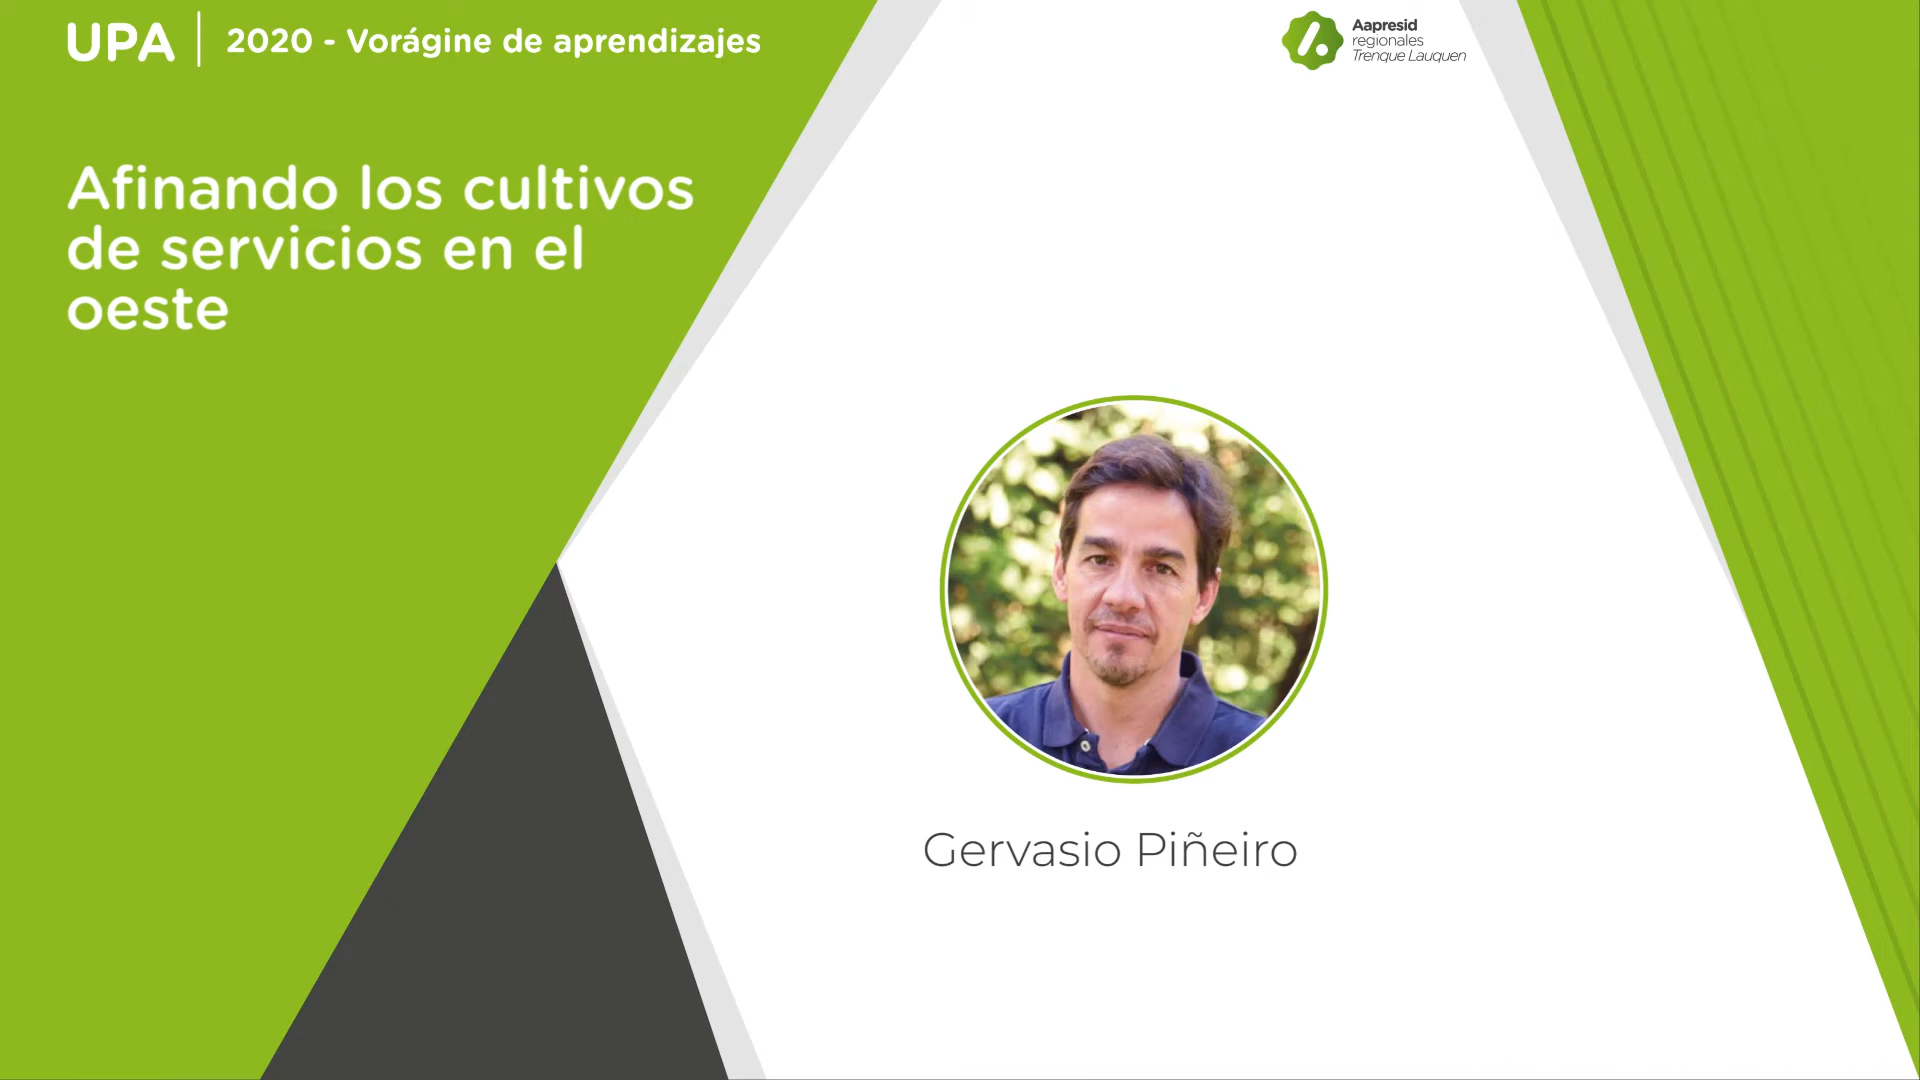 UPA | 2020 - Vorágine de aprendizajes
Aapresid
regionales
Trenque Lauquen
Afinando los cultivos
de servicios en el
oeste
Gervasio Piñeiro